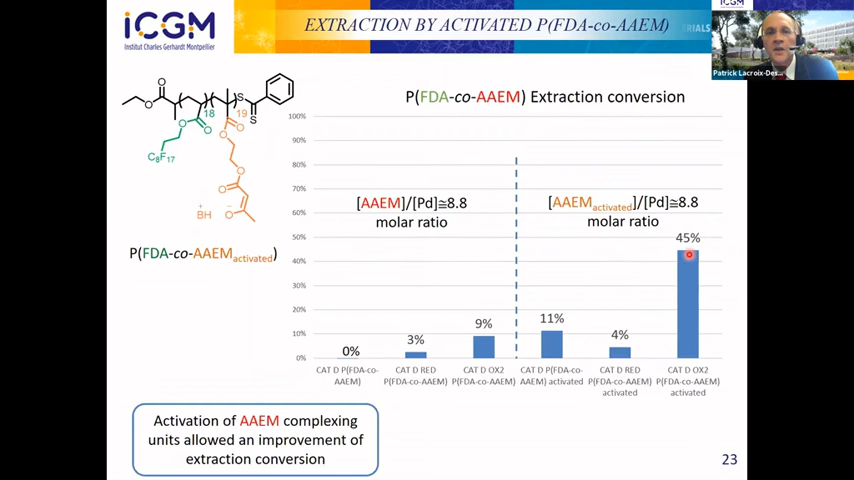 iCGM
Institut Charles Gerhardt Montpellier
EXTRACTION BY ACTIVATED P(FDA-co-AAEM)
ICGM
Patrick Lacroix-Des...
P(FDA-co-AAEM) Extraction conversion
O
O
18
19
S
S
O
O
O
O
C8F17
O
O
+
BH
-
O
P(FDA-co-AAEMactivated)
100%
90%
80%
70%
60%
50%
40%
30%
20%
10%
0%
[AAEM]/[Pd]≅8.8
molar ratio
[AAEMactivated]/[Pd]≅8.8
molar ratio
0%
3%
9%
11%
4%
45%
CAT D P(FDA-co-
AAEM)
CAT D RED
P(FDA-co-AAEM)
CAT D OX2
P(FDA-co-AAEM)
CAT D P(FDA-co-
AAEM) activated
CAT D RED
P(FDA-co-AAEM)
activated
CAT D OX2
P(FDA-co-AAEM)
activated
Activation of AAEM complexing
units allowed an improvement of
extraction conversion
23